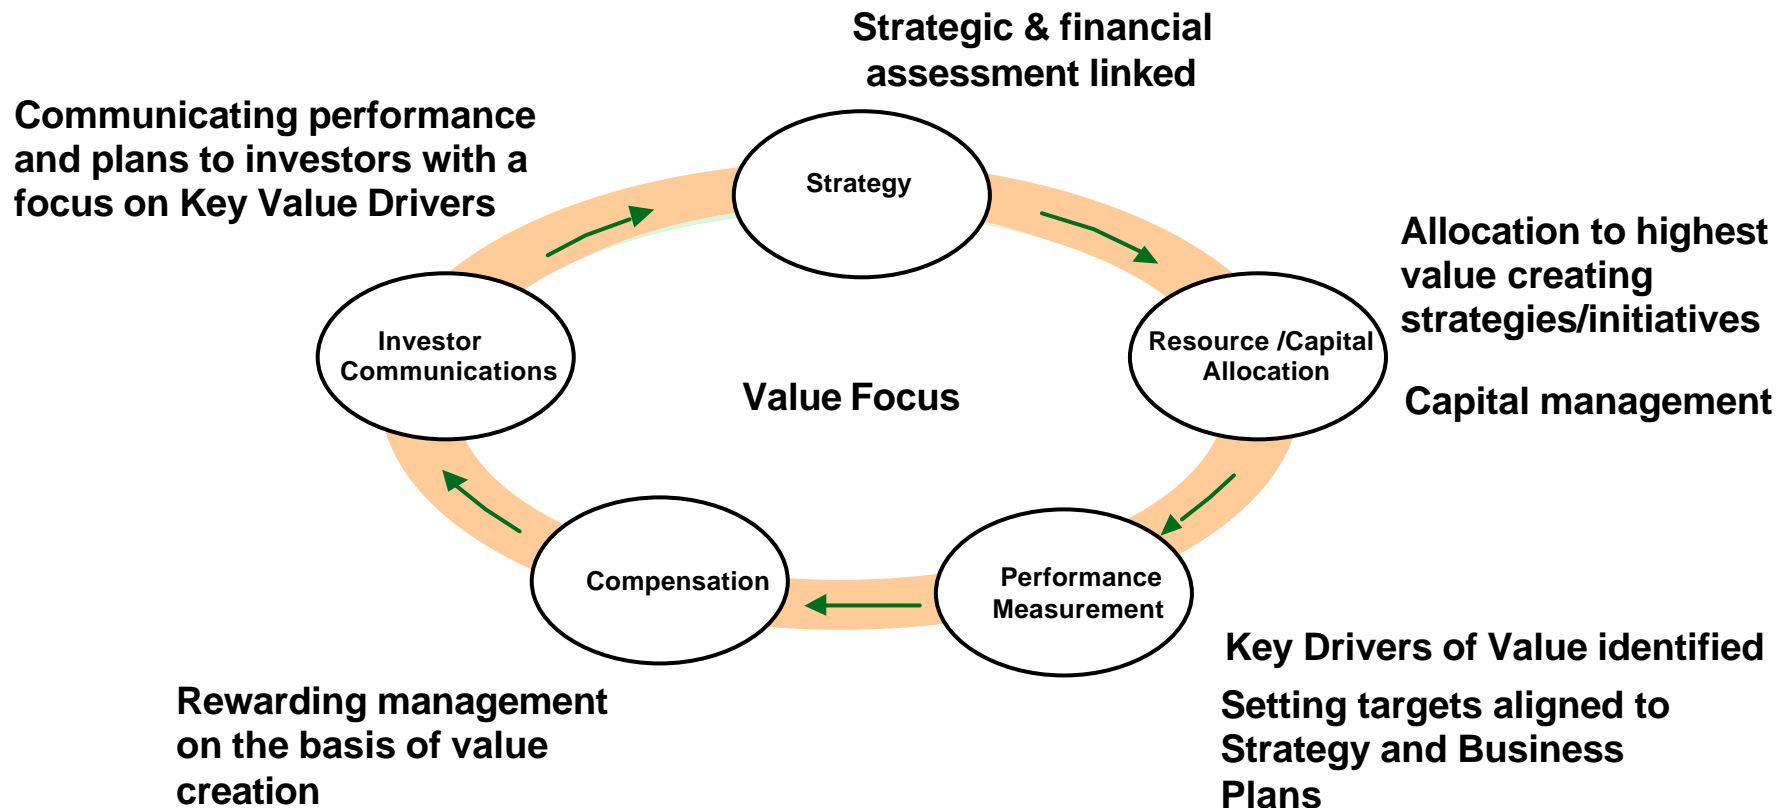 Strategic & financial
assessment linked
Communicating performance
and plans to investors with a
focus on Key Value Drivers
Strategy
Allocation to highest
value creating
strategies/initiatives
Investor
Communications
Resource /Capital
Allocation
Value Focus
Capital management
Compensation
Performance
Measurement
Key Drivers of Value identified
Setting targets aligned to
Strategy and Business
Plans
Rewarding management
on the basis of value
creation